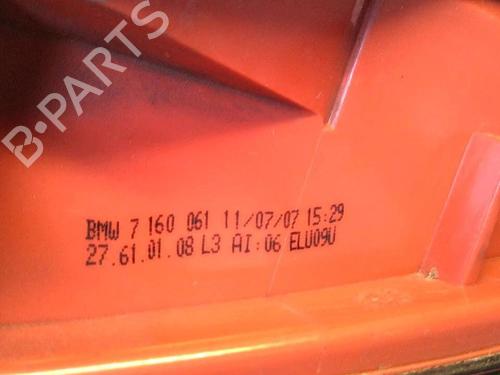 B-PARTS
BMW 7 160 061 11/07/07 15:29
27.61.01.08 L3 AI:06 ELU09U